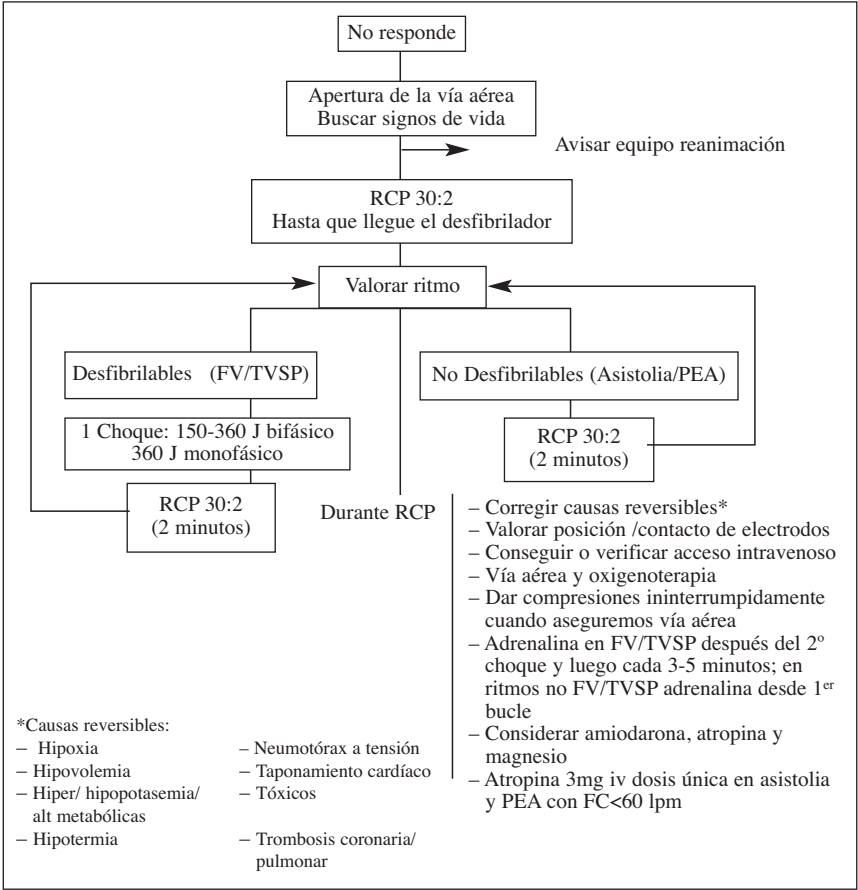 No responde
Apertura de la vía aérea
Buscar signos de vida
Avisar equipo reanimación
RCP 30:2
Hasta que llegue el desfibrilador
Valorar ritmo
Desfibrilables (FV/TVSP)
1 Choque: 150-360 J bifásico
360 J monofásico
RCP 30:2
(2 minutos)
No Desfibrilables (Asistolia/PEA)
RCP 30:2
(2 minutos)
Durante RCP
– Corregir causas reversibles*
– Valorar posición /contacto de electrodos
– Conseguir o verificar acceso intravenoso
– Vía aérea y oxigenoterapia
– Dar compresiones ininterrumpidamente
cuando aseguremos vía aérea
– Adrenalina en FV/TVSP después del 2º
choque y luego cada 3-5 minutos; en
ritmos no FV/TVSP adrenalina desde 1er
bucle
– Considerar amiodarona, atropina y
magnesio
– Atropina 3mg iv dosis única en asistolia
y PEA con FC<60 lpm
*Causas reversibles:
– Hipoxia
– Hipovolemia
– Hiper/ hipopotasemia/
alt metabólicas
– Hipotermia
– Neumotórax a tensión
– Taponamiento cardíaco
– Tóxicos
– Trombosis coronaria/
pulmonar